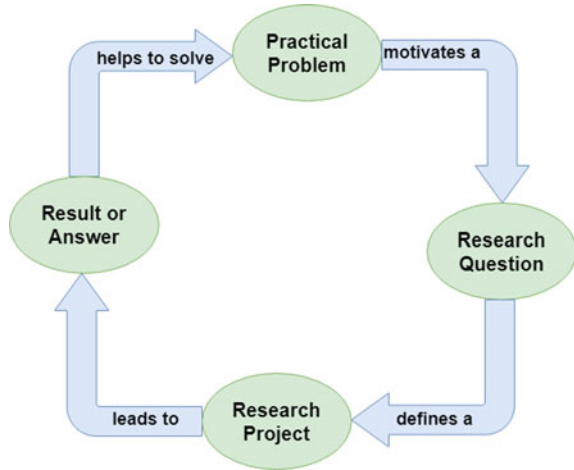 Practical
Problem
motivates a
Research
Question
defines a
Research
Project
leads to
Result or
Answer
helps to solve